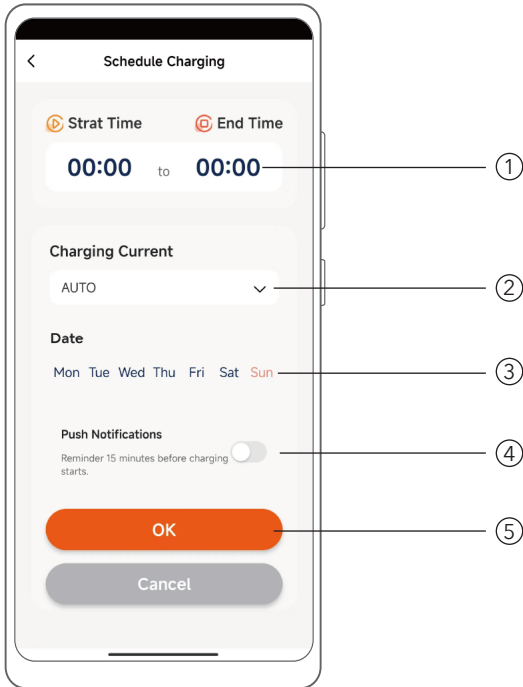 Schedule Charging
Strat Time End Time
00:00 to 00:00 1
Charging Current
AUTO 2
Date
Mon Tue Wed Thu Fri Sat Sun 3
Push Notifications
Reminder 15 minutes before charging
starts.
4
OK 5
Cancel